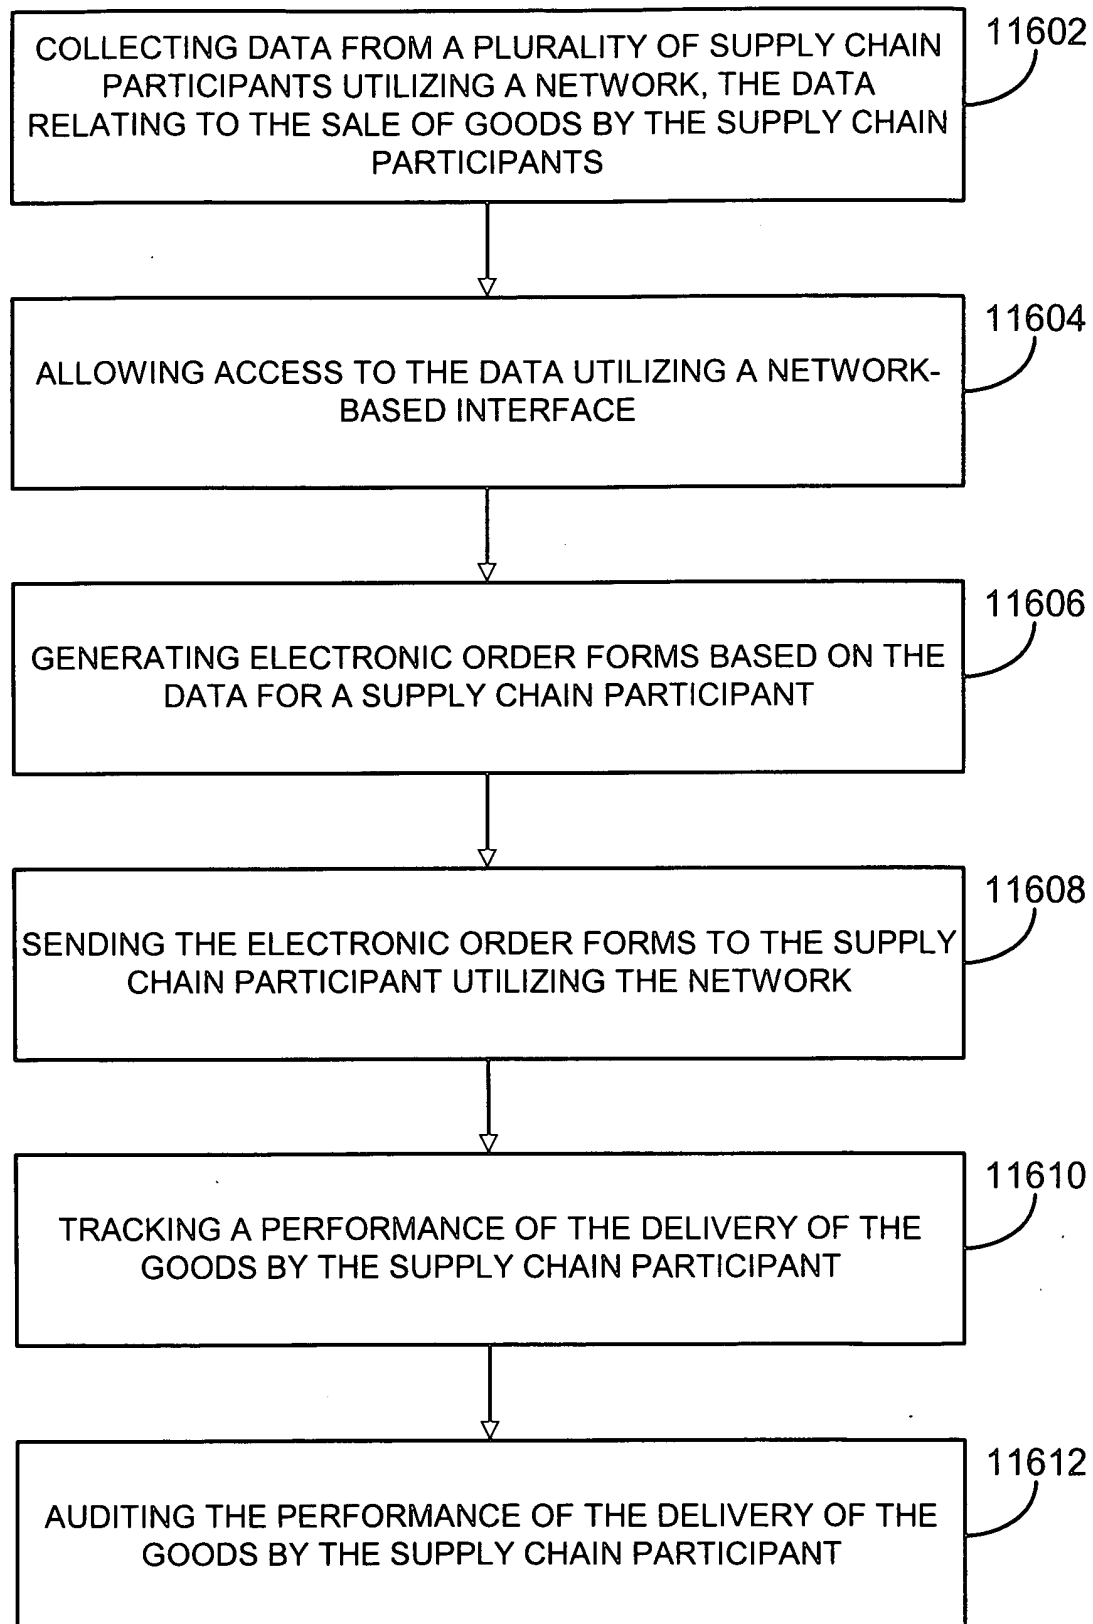 11602
COLLECTING DATA FROM A PLURALITY OF SUPPLY CHAIN
PARTICIPANTS UTILIZING A NETWORK, THE DATA
RELATING TO THE SALE OF GOODS BY THE SUPPLY CHAIN
PARTICIPANTS
11604
ALLOWING ACCESS TO THE DATA UTILIZING A NETWORK-
BASED INTERFACE
11606
GENERATING ELECTRONIC ORDER FORMS BASED ON THE
DATA FOR A SUPPLY CHAIN PARTICIPANT
11608
SENDING THE ELECTRONIC ORDER FORMS TO THE SUPPLY
CHAIN PARTICIPANT UTILIZING THE NETWORK
11610
TRACKING A PERFORMANCE OF THE DELIVERY OF THE
GOODS BY THE SUPPLY CHAIN PARTICIPANT
11612
AUDITING THE PERFORMANCE OF THE DELIVERY OF THE
GOODS BY THE SUPPLY CHAIN PARTICIPANT